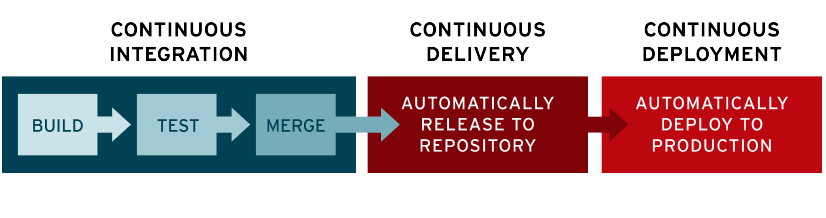 CONTINUOUS
INTEGRATION
CONTINUOUS
DELIVERY
CONTINUOUS
DEPLOYMENT
BUILD
TEST
MERGE
AUTOMATICALLY
RELEASE TO
REPOSITORY
AUTOMATICALLY
DEPLOY TO
PRODUCTION